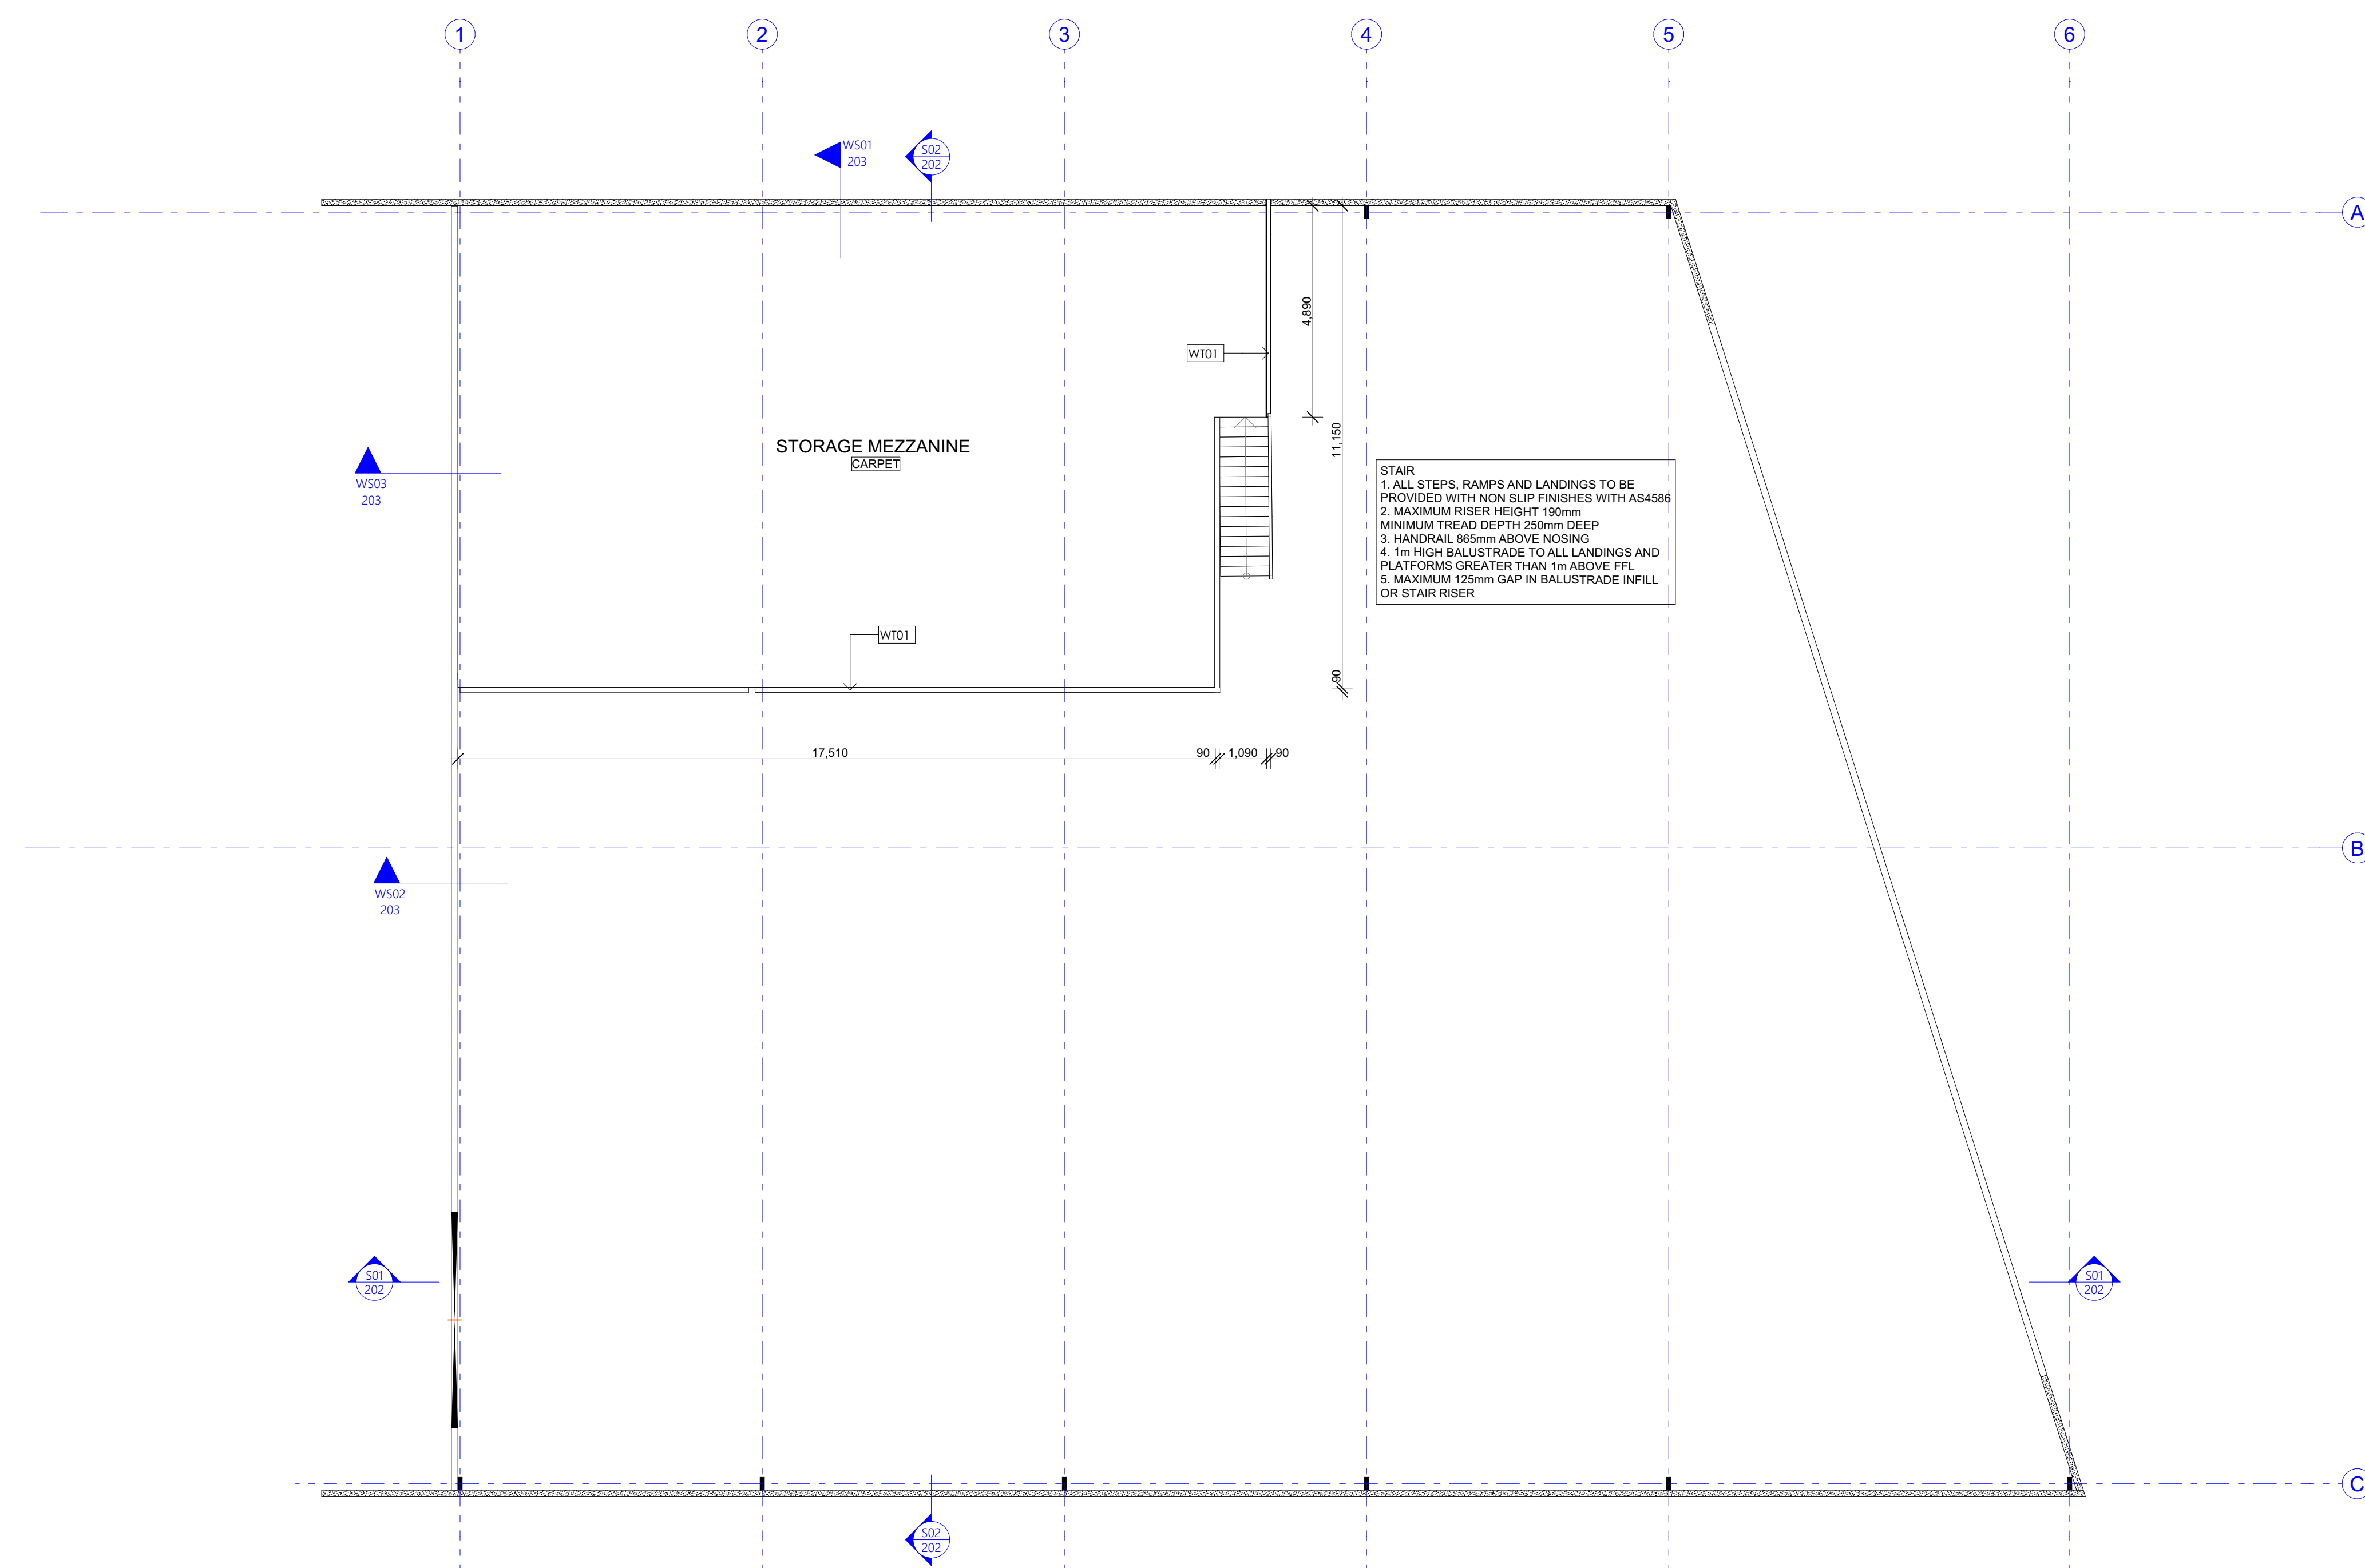 1
2
3
4
5
6
WS01
203
S02
202
A
4,890
WT01
11,150
STORAGE MEZZANINE
CARPET
WS03
203
STAIR
1. ALL STEPS, RAMPS AND LANDINGS TO BE
PROVIDED WITH NON SLIP FINISHES WITH AS4586
2. MAXIMUM RISER HEIGHT 190mm
MINIMUM TREAD DEPTH 250mm DEEP
3. HANDRAIL 865mm ABOVE NOSING
4. 1m HIGH BALUSTRADE TO ALL LANDINGS AND
PLATFORMS GREATER THAN 1m ABOVE FFL
5. MAXIMUM 125mm GAP IN BALUSTRADE INFILL
OR STAIR RISER
WT01
90
17,510
90
1,090
90
B
WS02
203
S01
202
S01
202
C
S02
202